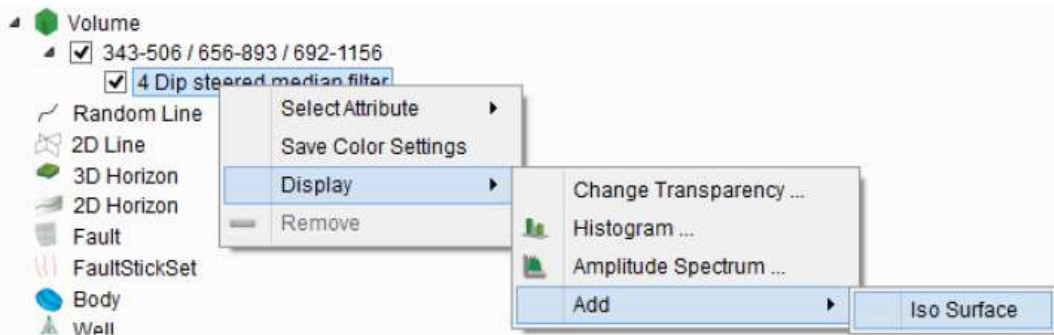 Volume
343-506 / 656-893 / 692-1156
4 Dip steered median filter
Random Line
2D Line
3D Horizon
2D Horizon
Fault
FaultStickSet
Body
Well
Select Attribute
Save Color Settings
Display
Remove
Change Transparency ...
Histogram ...
Amplitude Spectrum ...
Add
Iso Surface